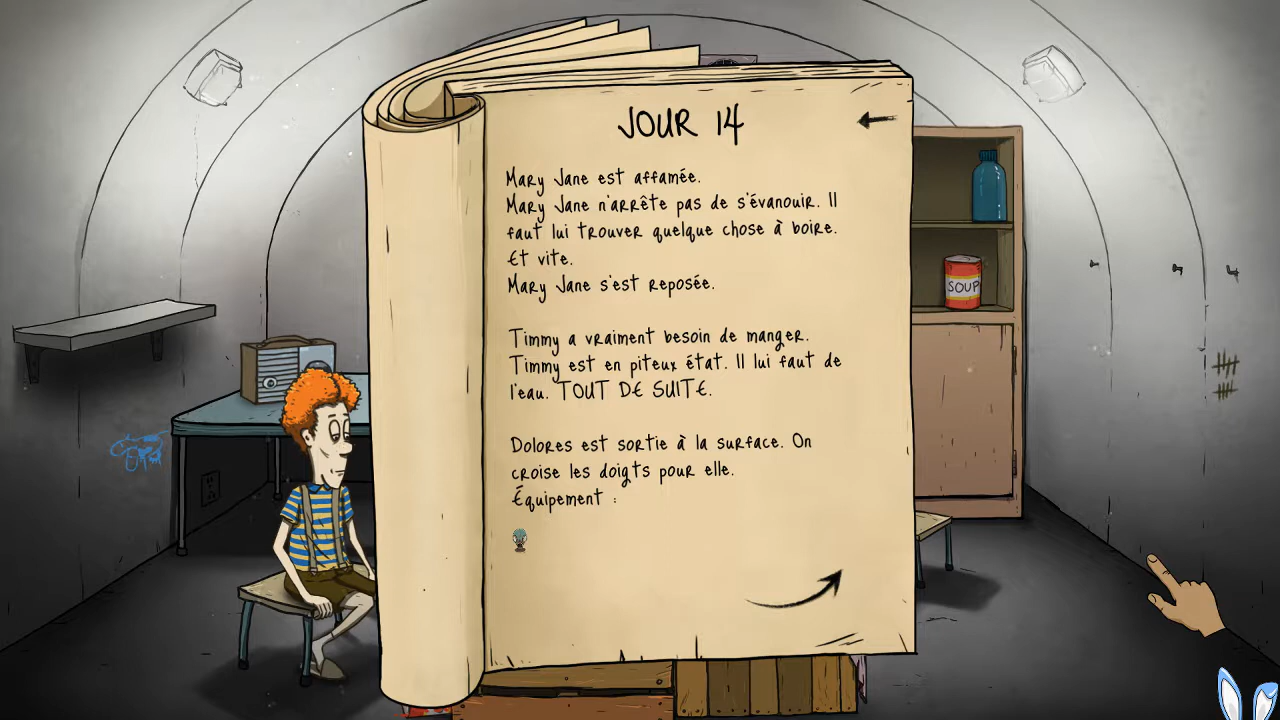 JOUR 14
Mary Jane est affamée.
Mary Jane n'arrête pas de s'évanouir. Il
faut lui trouver quelque chose à boire.
Et vite.
Mary Jane s'est reposée.
Timmy a vraiment besoin de manger.
Timmy est en piteux état. Il lui faut de
l'eau. TOUT DE SUITE.
Dolores est sortie à la surface. On
croise les doigts pour elle.
Équipement :
SOUP